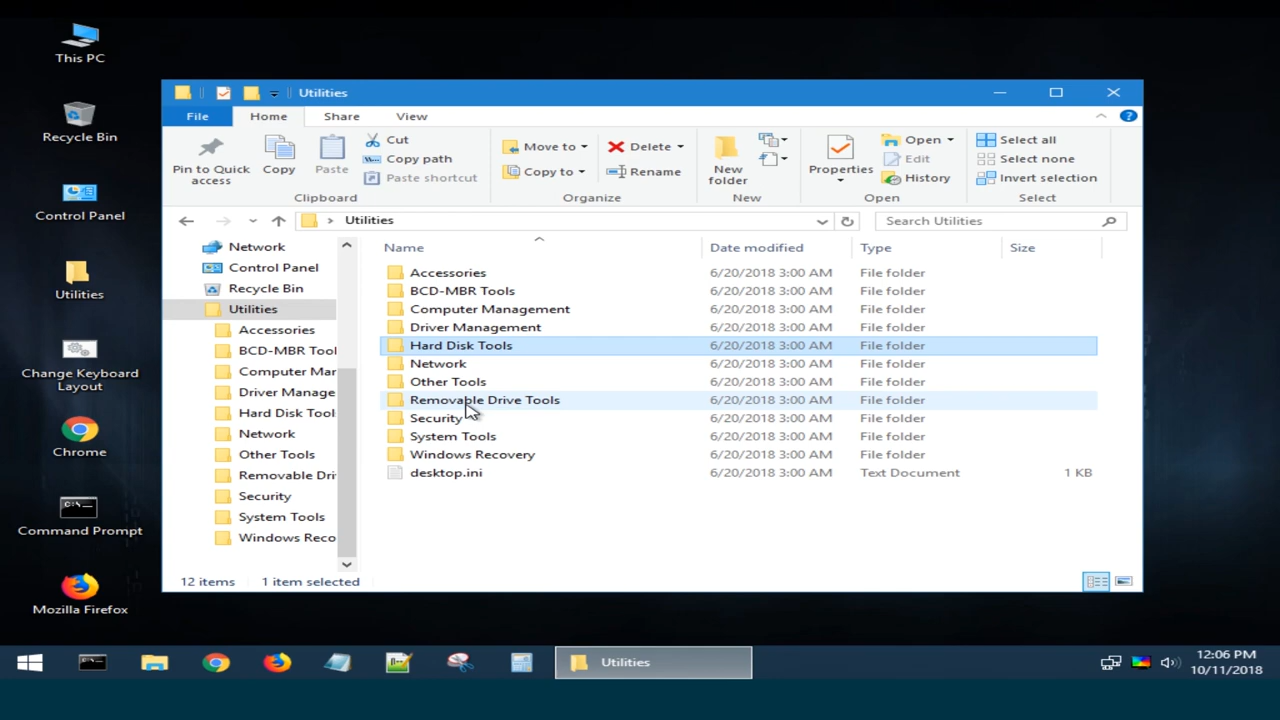 This PC
Recycle Bin
Control Panel
Utilities
Change Keyboard
Layout
Chrome
Command Prompt
Mozilla Firefox
Utilities
File
Home
Share
View
Pin to Quick
access
Copy
Paste
Cut
Copy path
Paste shortcut
Clipboard
Move to
Copy to
Delete
Rename
Organize
New
folder
New
Properties
Open
Edit
History
Open
Select all
Select none
Invert selection
Select
Utilities
Search Utilities
Network
Control Panel
Recycle Bin
Utilities
Accessories
BCD-MBR Tool
Computer Mar
Driver Manage
Hard Disk Tool
Network
Other Tools
Removable Dri
Security
System Tools
Windows Reco
Name Date modified Type Size
Accessories 6/20/2018 3:00 AM File folder
BCD-MBR Tools 6/20/2018 3:00 AM File folder
Computer Management 6/20/2018 3:00 AM File folder
Driver Management 6/20/2018 3:00 AM File folder
Hard Disk Tools 6/20/2018 3:00 AM File folder
Network 6/20/2018 3:00 AM File folder
Other Tools 6/20/2018 3:00 AM File folder
Removable Drive Tools 6/20/2018 3:00 AM File folder
Security 6/20/2018 3:00 AM File folder
System Tools 6/20/2018 3:00 AM File folder
Windows Recovery 6/20/2018 3:00 AM File folder
desktop.ini 6/20/2018 3:00 AM Text Document 1 KB
12 items 1 item selected
Utilities
12:06 PM
10/11/2018